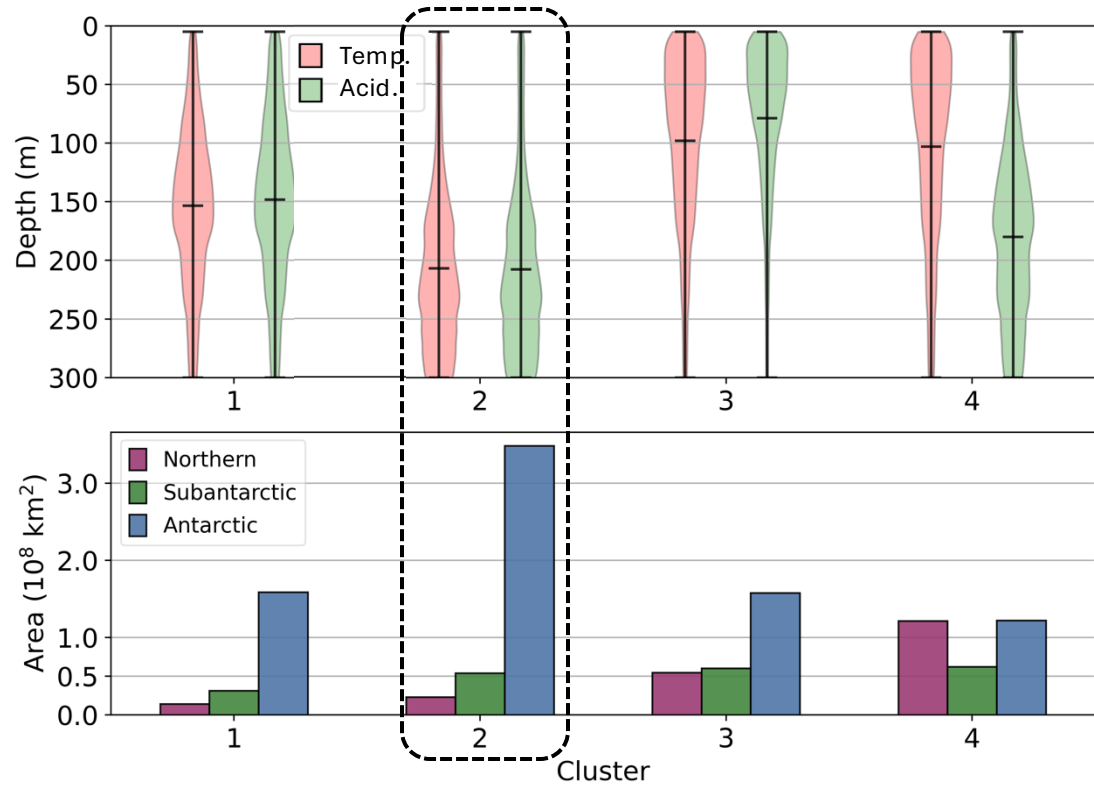 0
50
100
150
200
250
300
Depth (m)
Temp.
Acid.
1 2 3 4
3.0
2.0
1.0
0.5
0.0
Area (10⁸ km²)
Northern
Subantarctic
Antarctic
1 2 3 4
Cluster